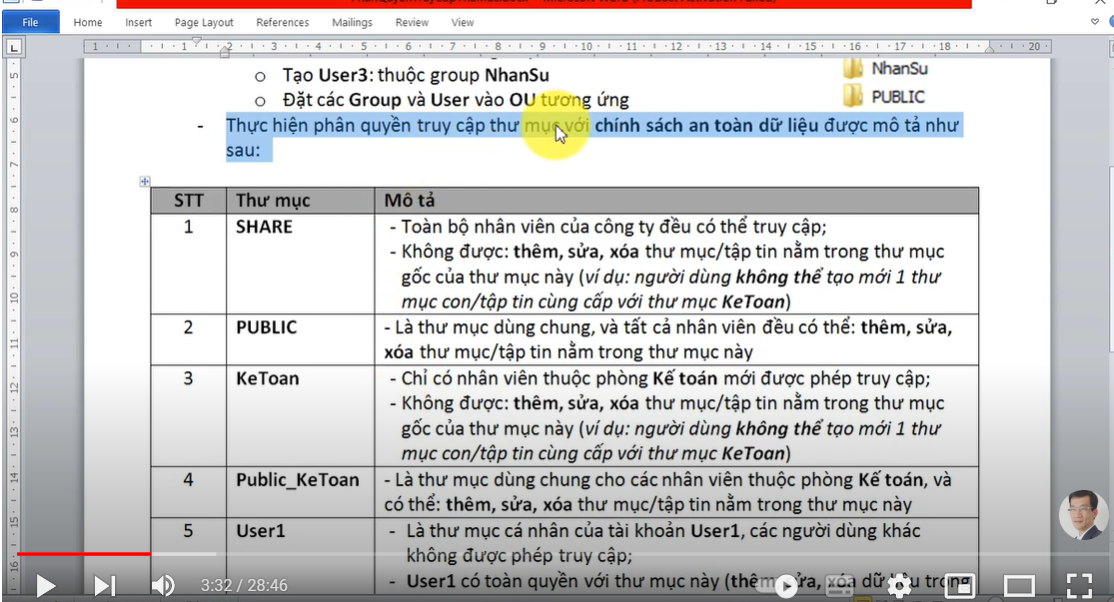 File Home Insert Page Layout References Mailings Review View
o Tạo User3: thuộc group NhanSu
o Đặt các Group và User vào OU tương ứng
NhanSu
PUBLIC
- Thực hiện phân quyền truy cập thư mục với chính sách an toàn dữ liệu được mô tả như
sau:
STT Thư mục Mô tả
1 SHARE - Toàn bộ nhân viên của công ty đều có thể truy cập;
- Không được: thêm, sửa, xóa thư mục/tập tin nằm trong thư mục
gốc của thư mục này (ví dụ: người dùng không thể tạo mới 1 thư
mục con/tập tin cùng cấp với thư mục KeToan)
2 PUBLIC - Là thư mục dùng chung, và tất cả nhân viên đều có thể: thêm, sửa,
xóa thư mục/tập tin nằm trong thư mục này
3 KeToan - Chỉ có nhân viên thuộc phòng Kế toán mới được phép truy cập;
- Không được: thêm, sửa, xóa thư mục/tập tin nằm trong thư mục
gốc của thư mục này (ví dụ: người dùng không thể tạo mới 1 thư
mục con/tập tin cùng cấp với thư mục KeToan)
4 Public_KeToan - Là thư mục dùng chung cho các nhân viên thuộc phòng Kế toán, và
có thể: thêm, sửa, xóa thư mục/tập tin nằm trong thư mục này
5 User1 - Là thư mục cá nhân của tài khoản User1, các người dùng khác
không được phép truy cập;
- User1 có toàn quyền với thư mục này (thêm, sửa, xóa dữ liệu trong
3:32 / 28:46